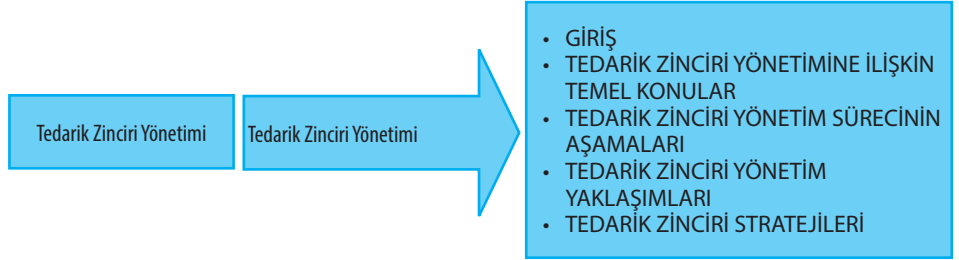 Tedarik Zinciri Yönetimi
Tedarik Zinciri Yönetimi
• GİRİŞ
• TEDARİK ZİNCİRİ YÖNETİMİNE İLİŞKİN
TEMEL KONULAR
• TEDARİK ZİNCİRİ YÖNETİM SÜRECİNİN
AŞAMALARI
• TEDARİK ZİNCİRİ YÖNETİM
YAKLAŞIMLARI
• TEDARİK ZİNCİRİ STRATEJİLERİ